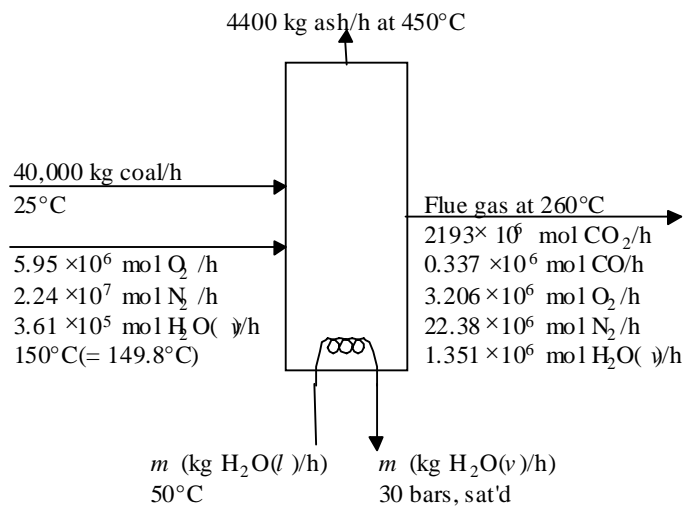 4400 kg ash/h at 450°C
40,000 kg coal/h
25°C
5.95 ×10⁶ mol O₂ /h
2.24 ×10⁷ mol N₂ /h
3.61 ×10⁵ mol H₂O( v)/h
150°C(= 149.8°C)
Flue gas at 260°C
2193× 10⁶ mol CO₂/h
0.337 ×10⁶ mol CO/h
3.206 ×10⁶ mol O₂/h
22.38 ×10⁶ mol N₂/h
1.351 ×10⁶ mol H₂O( v)/h
m (kg H₂O(l )/h)
50°C
m (kg H₂O(v)/h)
30 bars, sat'd